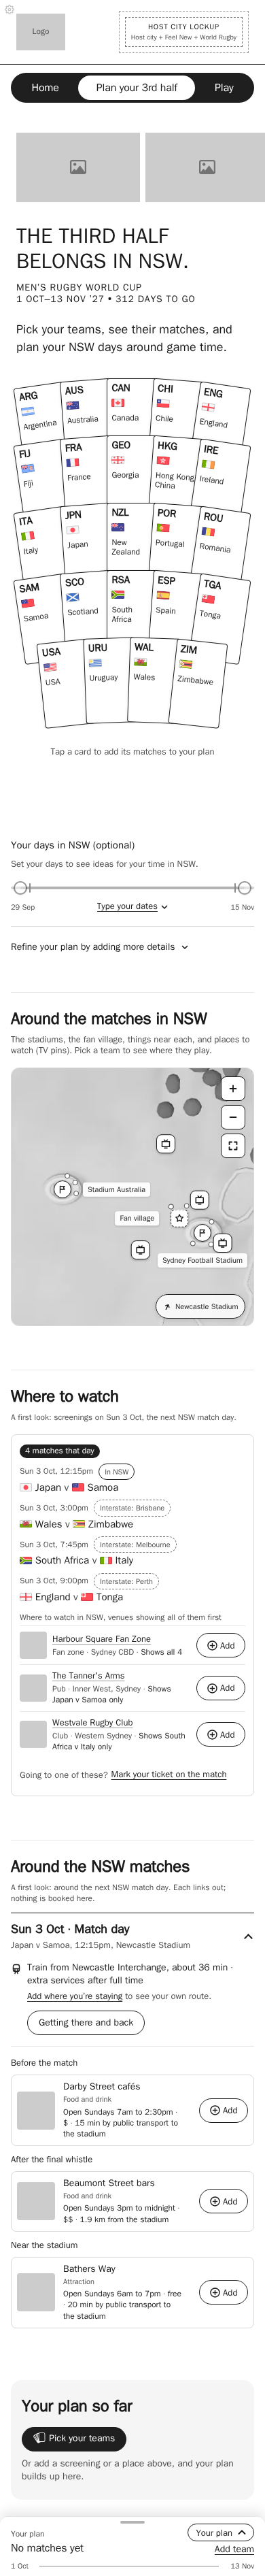 Logo
HOST CITY LOCKUP
Host city + Feel New + World Rugby
Home
Plan your 3rd half
Play
THE THIRD HALF
BELONGS IN NSW.
MEN'S RUGBY WORLD CUP
1 OCT–13 NOV '27 • 312 DAYS TO GO
Pick your teams, see their matches, and
plan your NSW days around game time.
ARG
Argentina
AUS
Australia
CAN
Canada
CHI
Chile
ENG
England
FIJ
Fiji
FRA
France
GEO
Georgia
HKG
Hong Kong
China
IRE
Ireland
ITA
Italy
JPN
Japan
NZL
New
Zealand
POR
Portugal
ROU
Romania
SAM
Samoa
SCO
Scotland
RSA
South
Africa
ESP
Spain
TGA
Tonga
USA
USA
URU
Uruguay
WAL
Wales
ZIM
Zimbabwe
Tap a card to add its matches to your plan
Your days in NSW (optional)
Set your days to see ideas for your time in NSW.
29 Sep
Type your dates
15 Nov
Refine your plan by adding more details
Around the matches in NSW
The stadiums, the fan village, things near each, and places to
watch (TV pins). Pick a team to see where they play.
+
−
Stadium Australia
Fan village
Sydney Football Stadium
Newcastle Stadium
Where to watch
A first look: screenings on Sun 3 Oct, the next NSW match day.
4 matches that day
Sun 3 Oct, 12:15pm In NSW
Japan v Samoa
Sun 3 Oct, 3:00pm Interstate: Brisbane
Wales v Zimbabwe
Sun 3 Oct, 7:45pm Interstate: Melbourne
South Africa v Italy
Sun 3 Oct, 9:00pm Interstate: Perth
England v Tonga
Where to watch in NSW, venues showing all of them first
Harbour Square Fan Zone
Fan zone · Sydney CBD · Shows all 4
Add
The Tanner's Arms
Pub · Inner West, Sydney · Shows
Japan v Samoa only
Add
Westvale Rugby Club
Club · Western Sydney · Shows South
Africa v Italy only
Add
Going to one of these? Mark your ticket on the match
Around the NSW matches
A first look: around the next NSW match day. Each links out;
nothing is booked here.
Sun 3 Oct · Match day
Japan v Samoa, 12:15pm, Newcastle Stadium
Train from Newcastle Interchange, about 36 min ·
extra services after full time
Add where you're staying to see your own route.
Getting there and back
Before the match
Darby Street cafés
Food and drink
Open Sundays 7am to 2:30pm ·
$ · 15 min by public transport to
the stadium
Add
After the final whistle
Beaumont Street bars
Food and drink
Open Sundays 3pm to midnight ·
$$ · 1.9 km from the stadium
Add
Near the stadium
Bathers Way
Attraction
Open Sundays 6am to 7pm · free
· 20 min by public transport to
the stadium
Add
Your plan so far
Pick your teams
Or add a screening or a place above, and your plan
builds up here.
Your plan
No matches yet
Your plan
Add team
1 Oct
13 Nov